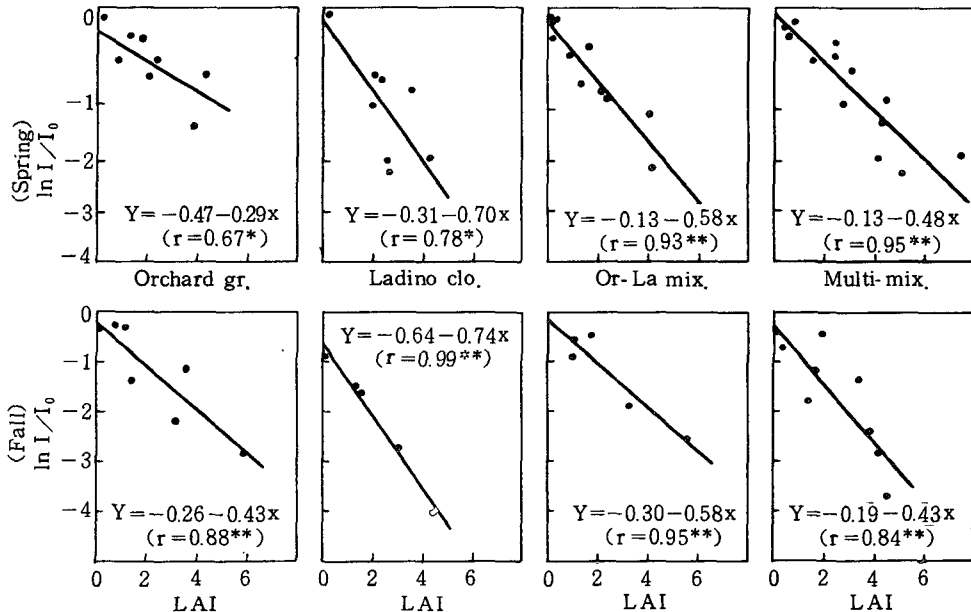 (Spring)
ln I/I₀
0
−1
−2
−3
−4
Y=−0.47−0.29x
(r=0.67*)
Orchard gr.
Y=−0.31−0.70x
(r=0.78*)
Ladino clo.
Y=−0.13−0.58x
(r=0.93**)
Or-La mix.
Y=−0.13−0.48x
(r=0.95**)
Multi-mix.
(Fall)
ln I/I₀
0
−1
−2
−3
−4
Y=−0.26−0.43x
(r=0.88**)
0 2 4 6
LAI
Y=−0.64−0.74x
(r=0.99**)
0 2 4 6
LAI
Y=−0.30−0.58x
(r=0.95**)
0 2 4 6
LAI
Y=−0.19−0.43x
(r=0.84**)
0 2 4 6
LAI